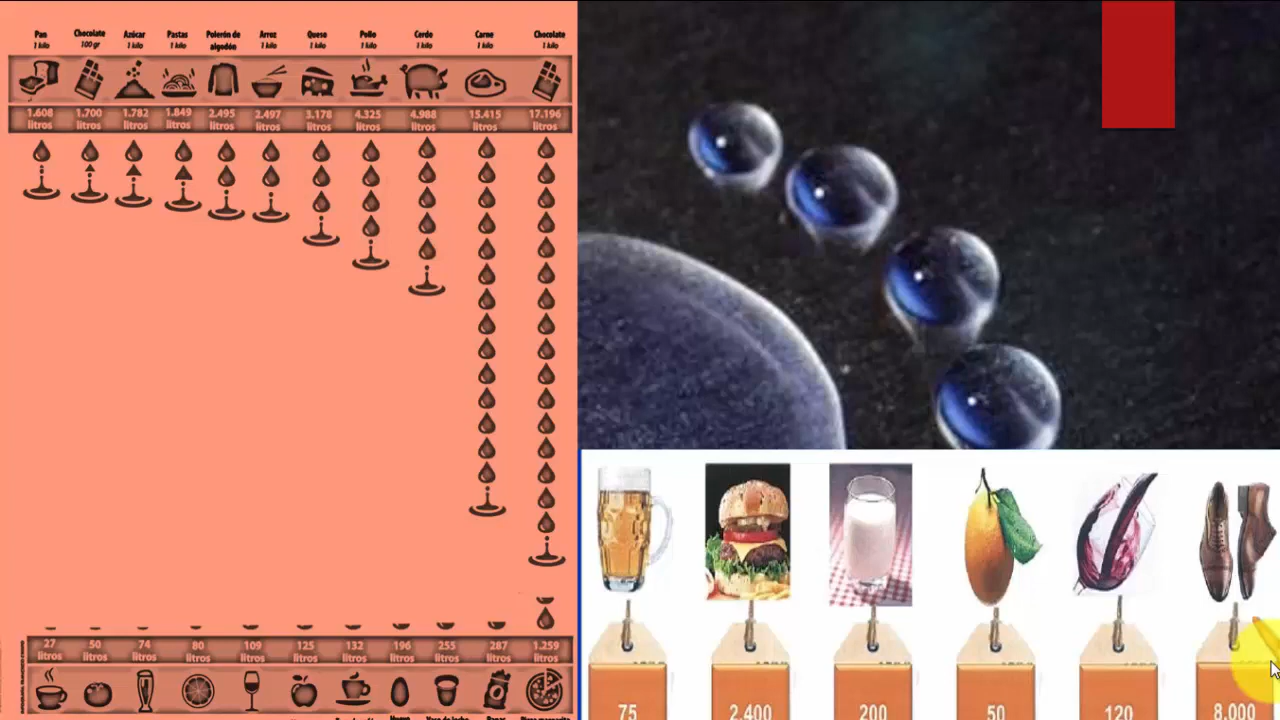 Pan Chocolate Azúcar Pastas Polerón de algodón Arroz Queso Pollo Cerdo Carne Chocolate
1 kilo 100 gr 1 kilo 1 kilo 1 kilo 1 kilo 1 kilo 1 kilo 1 kilo 1 kilo
1.608 1.700 1.782 1.849 2.495 2.497 3.178 4.325 4.988 15.415 17.196
litros litros litros litros litros litros litros litros litros litros litros
27 50 74 80 109 125 132 196 255 287 1.259
litros litros litros litros litros litros litros litros litros litros litros
75 2.400 200 50 120 8.000